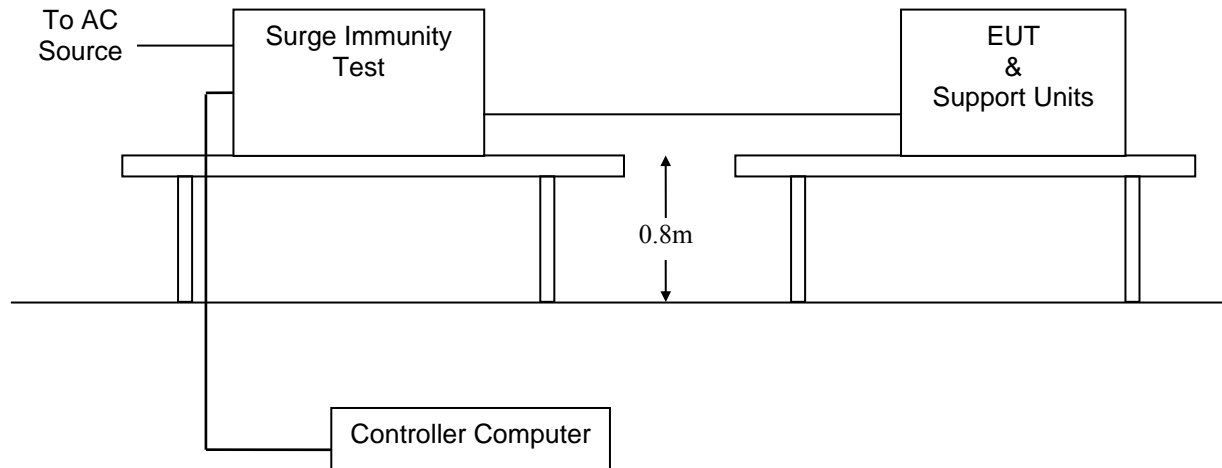 To AC
Source
Surge Immunity
Test
EUT
&
Support Units
0.8m
Controller Computer